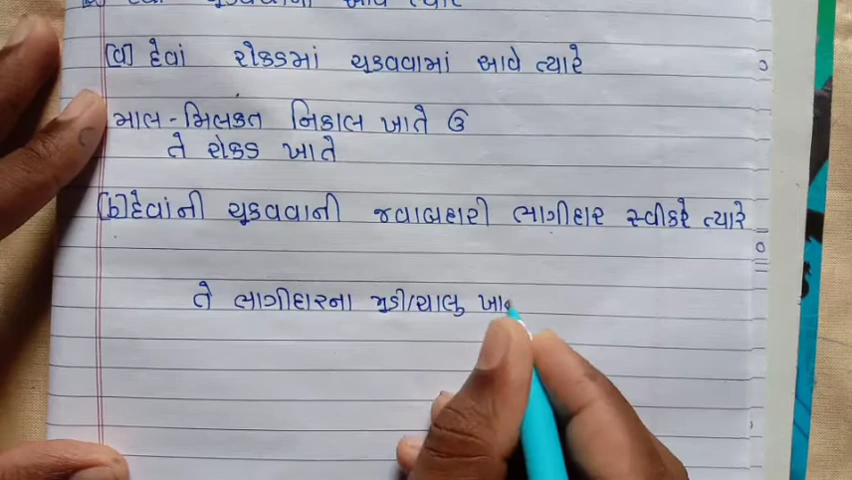 [a] દેવાં રોકડમાં ચૂકવવામાં આવે ત્યારે
માલ-મિલકત નિકાલ ખાતે ઉ
તે રોકડ ખાતે
[b] દેવાંની ચૂકવવાની જવાબદારી ભાગીદાર સ્વીકારે ત્યારે
તે ભાગીદારના મૂડી/ચાલુ